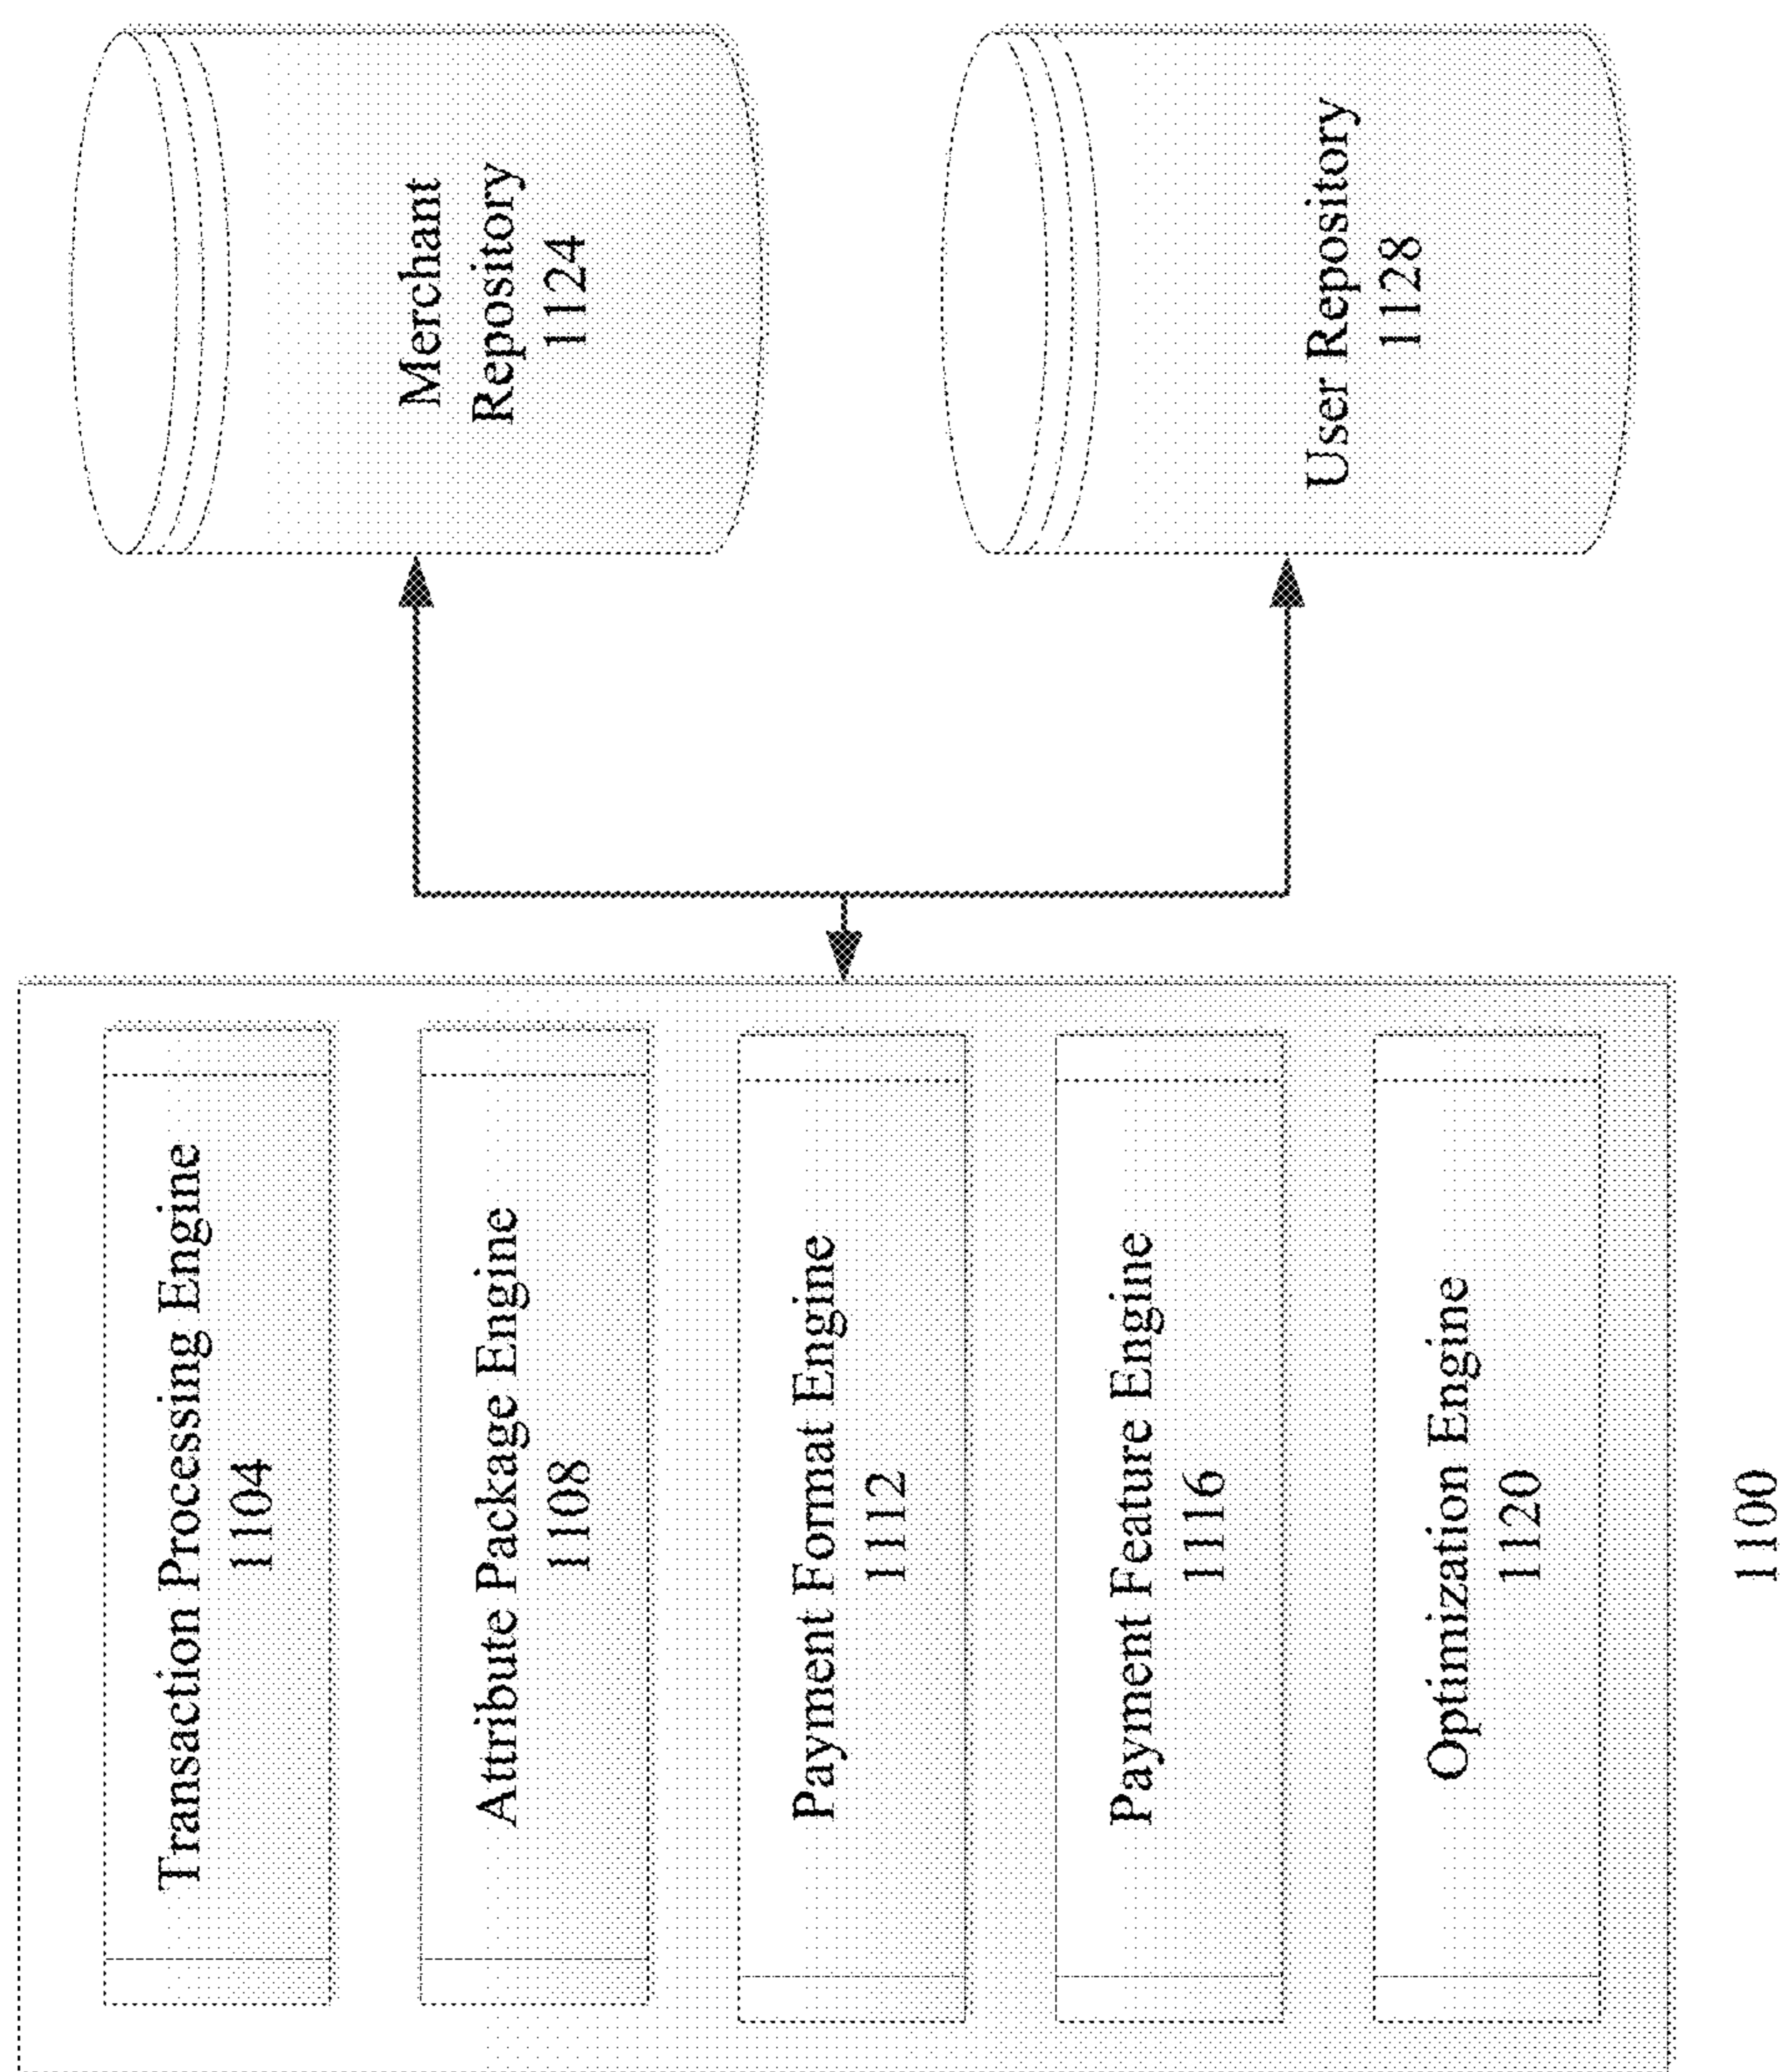 Transaction Processing Engine
1104
Attribute Package Engine
1108
Payment Format Engine
1112
Payment Feature Engine
1116
Optimization Engine
1120
1100
Merchant
Repository
1124
User Repository
1128